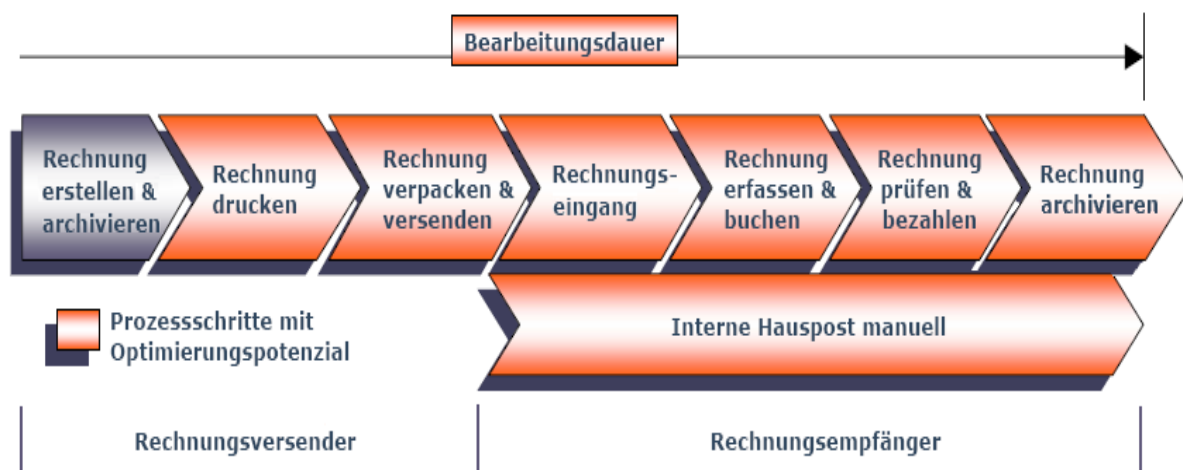 Bearbeitungsdauer
Rechnung
erstellen &
archivieren
Rechnung
drucken
Rechnung
verpacken &
versenden
Rechnungs-
eingang
Rechnung
erfassen &
buchen
Rechnung
prüfen &
bezahlen
Rechnung
archivieren
Interne Hauspost manuell
Prozessschritte mit
Optimierungspotenzial
Rechnungsversender
Rechnungsempfänger